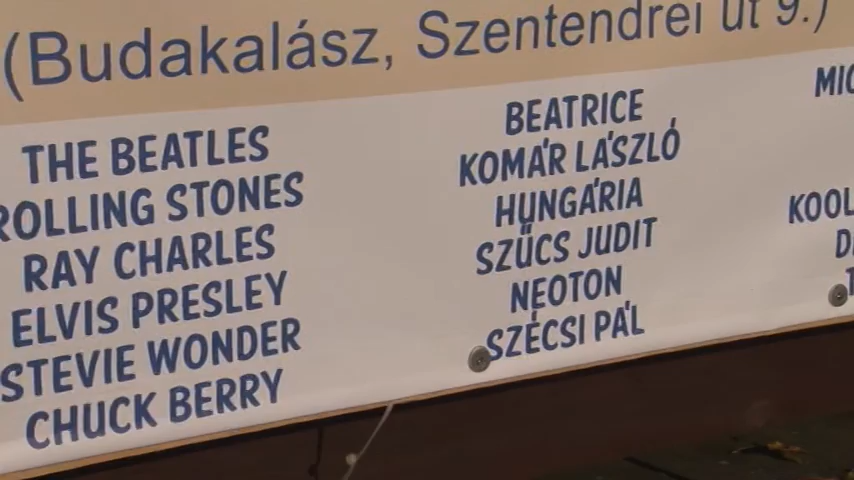 (Budakalász, Szentendrei út 9.)
THE BEATLES
ROLLING STONES
RAY CHARLES
ELVIS PRESLEY
STEVIE WONDER
CHUCK BERRY
BEATRICE
KOMÁR LÁSZLÓ
HUNGÁRIA
SZŰCS JUDIT
NEOTON
SZÉCSI PÁL